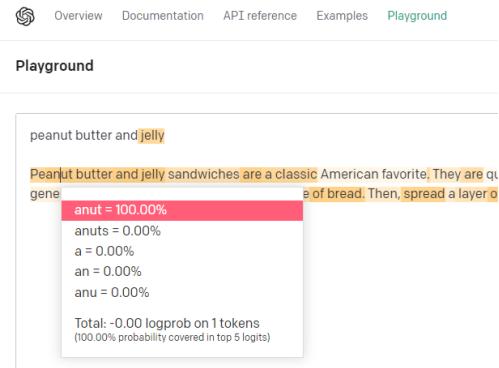 Overview Documentation API reference Examples Playground
Playground
peanut butter and jelly
Peanut butter and jelly sandwiches are a classic American favorite. They are qu
gene
e of bread. Then, spread a layer o
anut = 100.00%
anuts = 0.00%
a = 0.00%
an = 0.00%
anu = 0.00%
Total: -0.00 logprob on 1 tokens
(100.00% probability covered in top 5 logits)